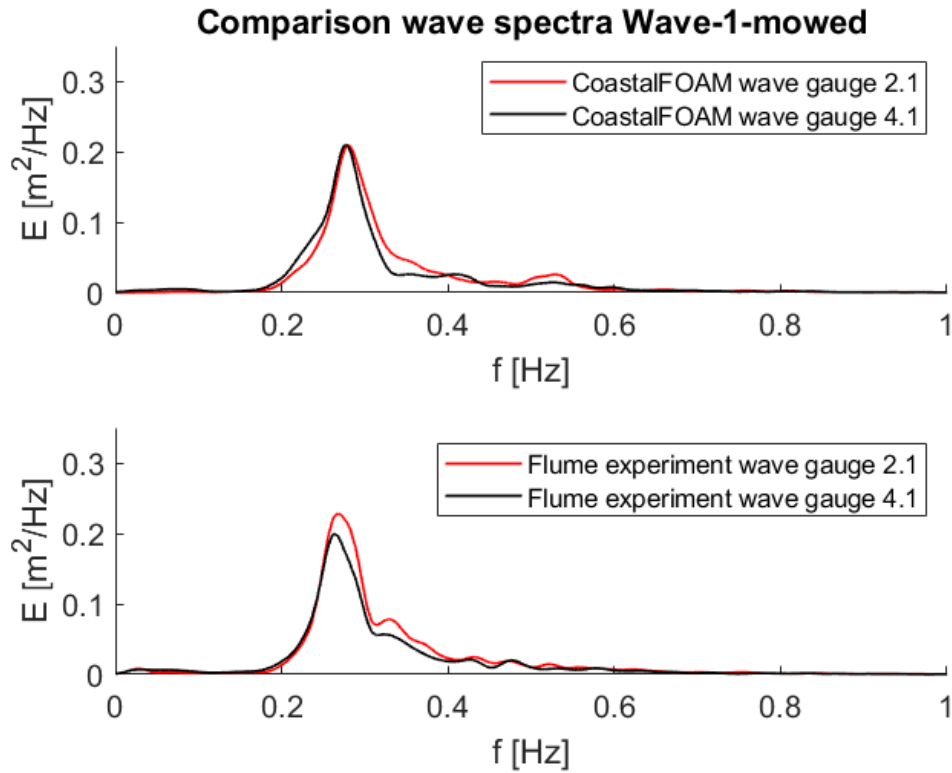 Comparison wave spectra Wave-1-mowed
CoastalFOAM wave gauge 2.1
CoastalFOAM wave gauge 4.1
E [m²/Hz]
0.3
0.2
0.1
0
0 0.2 0.4 0.6 0.8 1
f [Hz]
Flume experiment wave gauge 2.1
Flume experiment wave gauge 4.1
E [m²/Hz]
0.3
0.2
0.1
0
0 0.2 0.4 0.6 0.8 1
f [Hz]